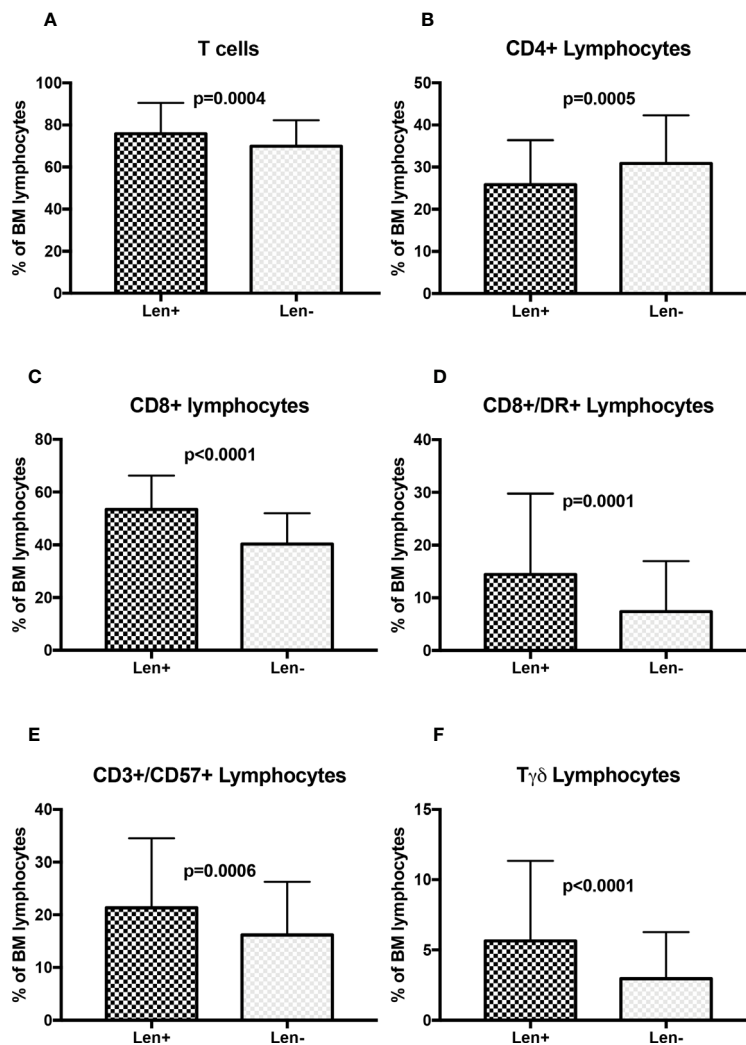 A
T cells
% of BM lymphocytes
100
80
60
40
20
0
p=0.0004
Len+
Len-
B
CD4+ Lymphocytes
% of BM lymphocytes
50
40
30
20
10
0
p=0.0005
Len+
Len-
C
CD8+ lymphocytes
% of BM lymphocytes
80
60
40
20
0
p<0.0001
Len+
Len-
D
CD8+/DR+ Lymphocytes
% of BM lymphocytes
40
30
20
10
0
p=0.0001
Len+
Len-
E
CD3+/CD57+ Lymphocytes
% of BM lymphocytes
40
30
20
10
0
p=0.0006
Len+
Len-
F
Tγδ Lymphocytes
% of BM lymphocytes
15
10
5
0
p<0.0001
Len+
Len-